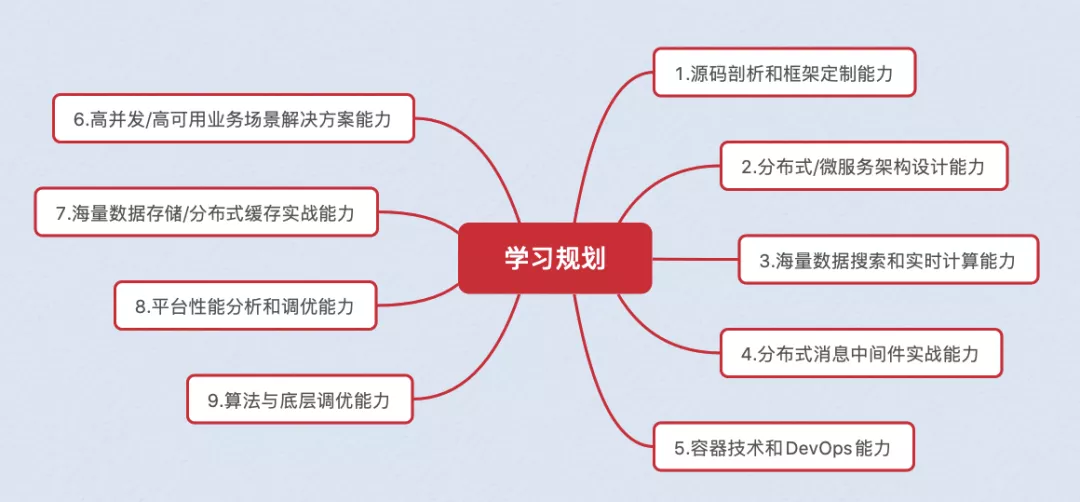 学习规划
1.源码剖析和框架定制能力
2.分布式/微服务架构设计能力
3.海量数据搜索和实时计算能力
4.分布式消息中间件实战能力
5.容器技术和DevOps能力
6.高并发/高可用业务场景解决方案能力
7.海量数据存储/分布式缓存实战能力
8.平台性能分析和调优能力
9.算法与底层调优能力